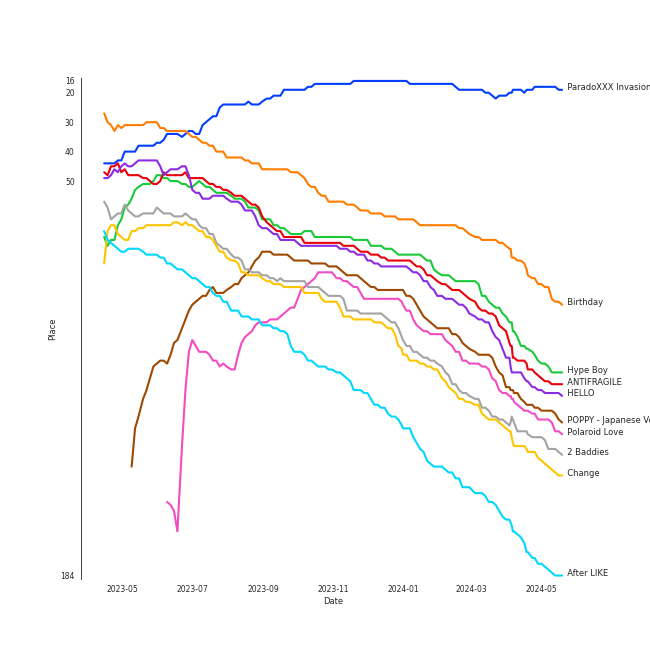 16
20
30
40
50
184
Place
ParadoXXX Invasion
Birthday
Hype Boy
ANTIFRAGILE
HELLO
POPPY - Japanese Ve
Polaroid Love
2 Baddies
Change
After LIKE
2023-05 2023-07 2023-09 2023-11 2024-01 2024-03 2024-05
Date